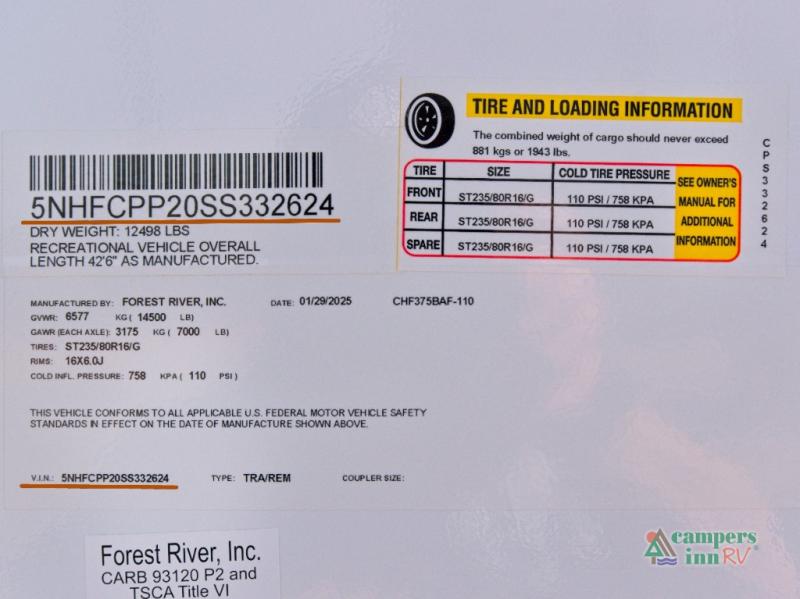 5NHFCPP20SS332624
DRY WEIGHT: 12498 LBS
RECREATIONAL VEHICLE OVERALL
LENGTH 42'6" AS MANUFACTURED.
TIRE AND LOADING INFORMATION
The combined weight of cargo should never exceed
881 kgs or 1943 lbs.
TIRE SIZE COLD TIRE PRESSURE
FRONT ST235/80R16/G 110 PSI / 758 KPA
REAR ST235/80R16/G 110 PSI / 758 KPA
SPARE ST235/80R16/G 110 PSI / 758 KPA
SEE OWNER'S
MANUAL FOR
ADDITIONAL
INFORMATION
CPS332624
MANUFACTURED BY: FOREST RIVER, INC. DATE: 01/29/2025 CHF375BAF-110
GVWR: 6577 KG ( 14500 LB)
GAWR (EACH AXLE): 3175 KG ( 7000 LB)
TIRES: ST235/80R16/G
RIMS: 16X6.0J
COLD INFL. PRESSURE: 758 KPA ( 110 PSI )
THIS VEHICLE CONFORMS TO ALL APPLICABLE U.S. FEDERAL MOTOR VEHICLE SAFETY
STANDARDS IN EFFECT ON THE DATE OF MANUFACTURE SHOWN ABOVE.
V.I.N.: 5NHFCPP20SS332624 TYPE: TRA/REM COUPLER SIZE:
Forest River, Inc.
CARB 93120 P2 and
TSCA Title VI
campers
inn RV